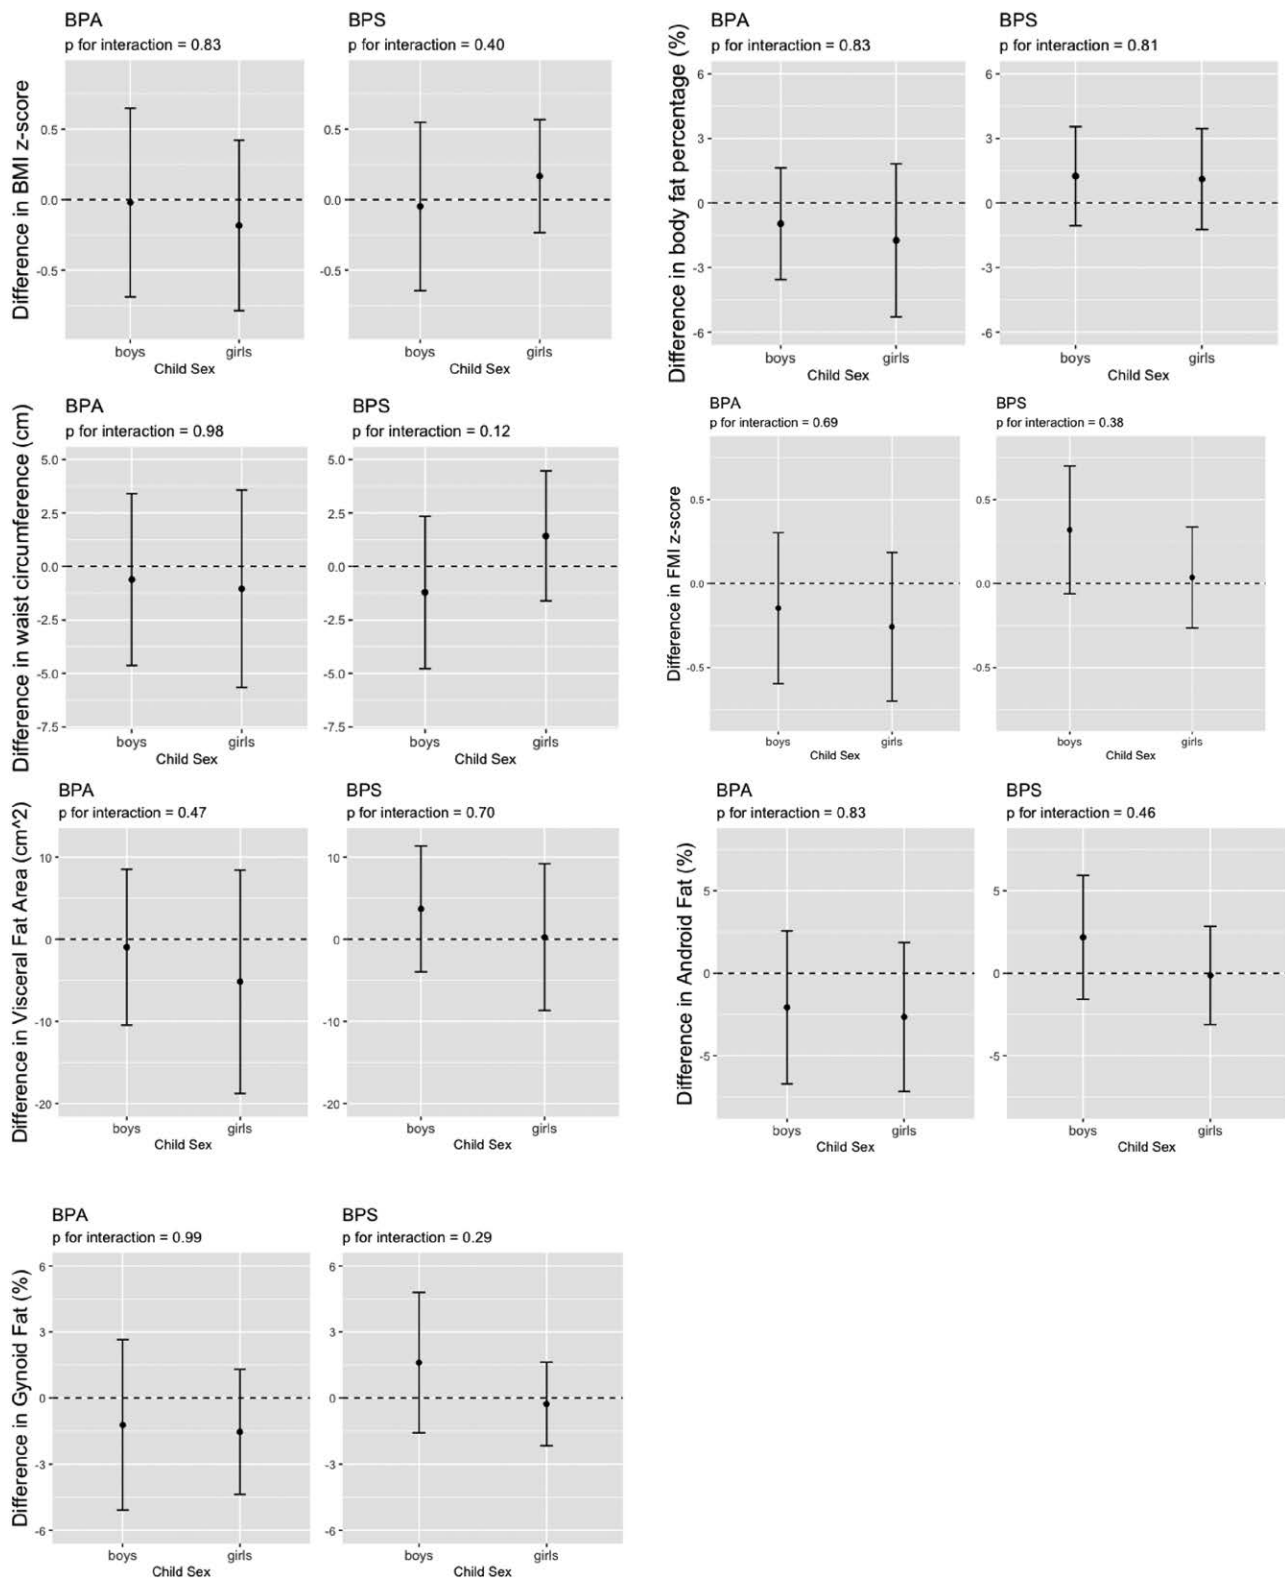 BPA
p for interaction = 0.83
BPS
p for interaction = 0.40
Difference in BMI z-score
0.5
0.0
-0.5
0.5
0.0
-0.5
boys
girls
Child Sex
boys
girls
Child Sex
BPA
p for interaction = 0.83
BPS
p for interaction = 0.81
Difference in body fat percentage (%)
6
3
0
-3
-6
6
3
0
-3
-6
boys
girls
Child Sex
boys
girls
Child Sex
BPA
p for interaction = 0.98
BPS
p for interaction = 0.12
Difference in waist circumference (cm)
5.0
2.5
0.0
-2.5
-5.0
-7.5
5.0
2.5
0.0
-2.5
-5.0
-7.5
boys
girls
Child Sex
boys
girls
Child Sex
BPA
p for interaction = 0.69
BPS
p for interaction = 0.38
Difference in FMI z-score
0.5
0.0
-0.5
0.5
0.0
-0.5
boys
girls
Child Sex
boys
girls
Child Sex
BPA
p for interaction = 0.47
BPS
p for interaction = 0.70
Difference in Visceral Fat Area (cm^2)
10
0
-10
-20
10
0
-10
-20
boys
girls
Child Sex
boys
girls
Child Sex
BPA
p for interaction = 0.83
BPS
p for interaction = 0.46
Difference in Android Fat (%)
5
0
-5
5
0
-5
boys
girls
Child Sex
boys
girls
Child Sex
BPA
p for interaction = 0.99
BPS
p for interaction = 0.29
Difference in Gynoid Fat (%)
6
3
0
-3
-6
6
3
0
-3
-6
boys
girls
Child Sex
boys
girls
Child Sex